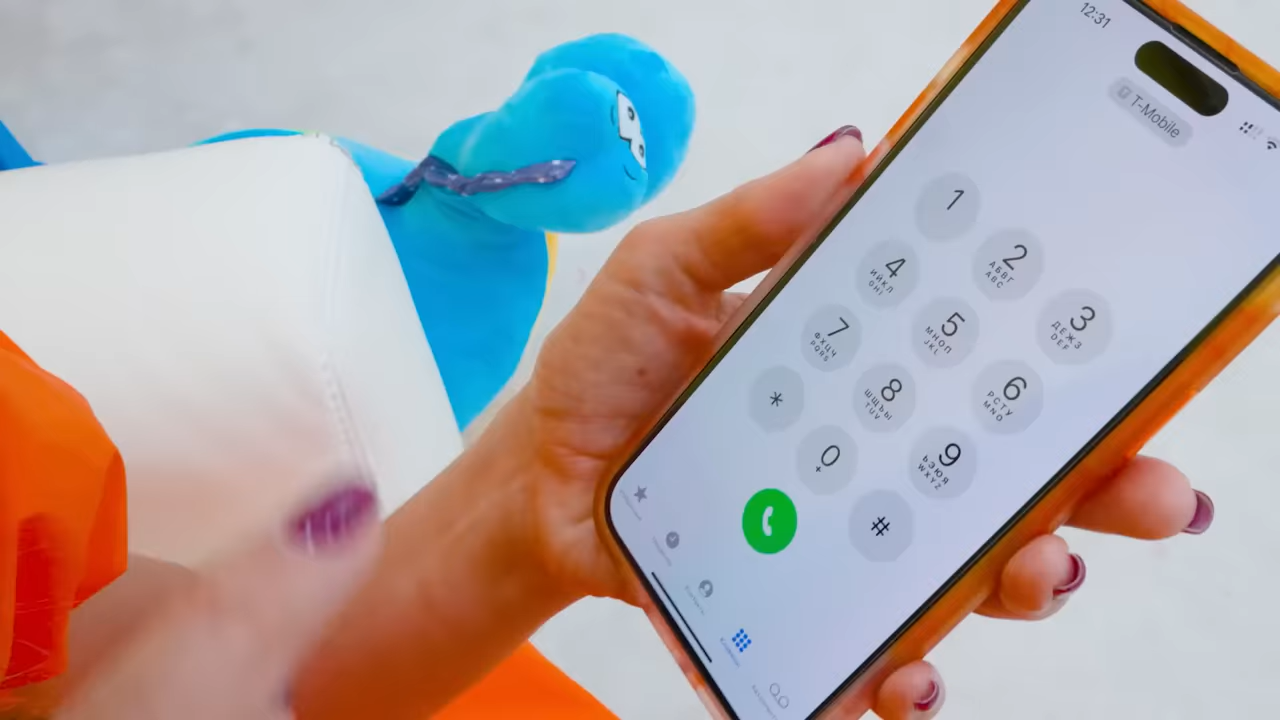 12:31
T-Mobile
1
2
АБВГ
ABC
3
ДЕЖЗ
DEF
4
ИЙКЛ
GHI
5
МНОП
JKL
6
РСТУ
MNO
7
ФХЦЧ
PQRS
8
ШЩЪЫ
TUV
9
ЬЭЮЯ
WXYZ
*
0
+
#